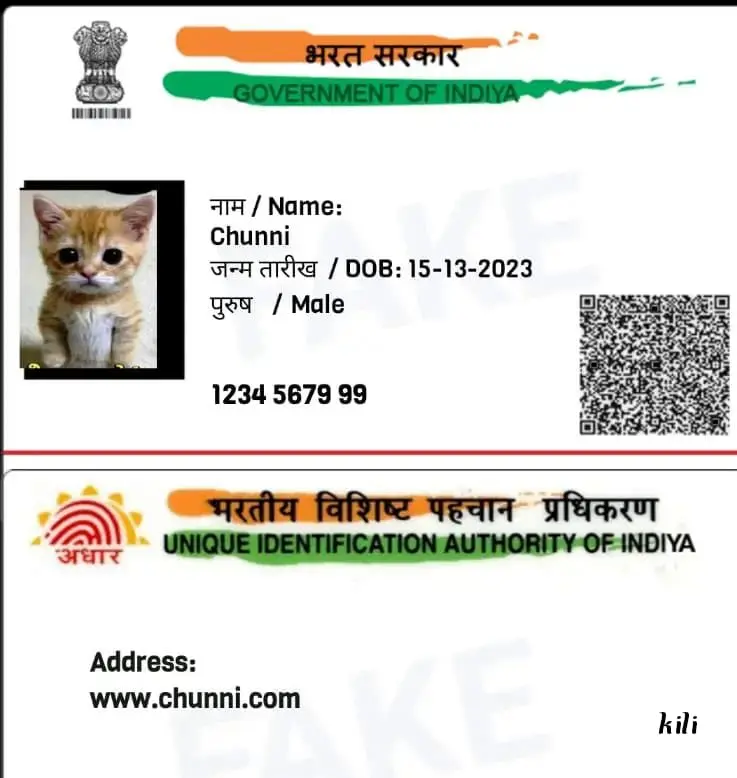 भरत सरकार
GOVERNMENT OF INDIYA
नाम / Name:
Chunni
जन्म तारीख / DOB: 15-13-2023
पुरुष / Male
1234 5679 99
FAKE
अधार
भरतीय विशिष्ट पहचान प्रधिकरण
UNIQUE IDENTIFICATION AUTHORITY OF INDIYA
Address:
www.chunni.com
kili
FAKE